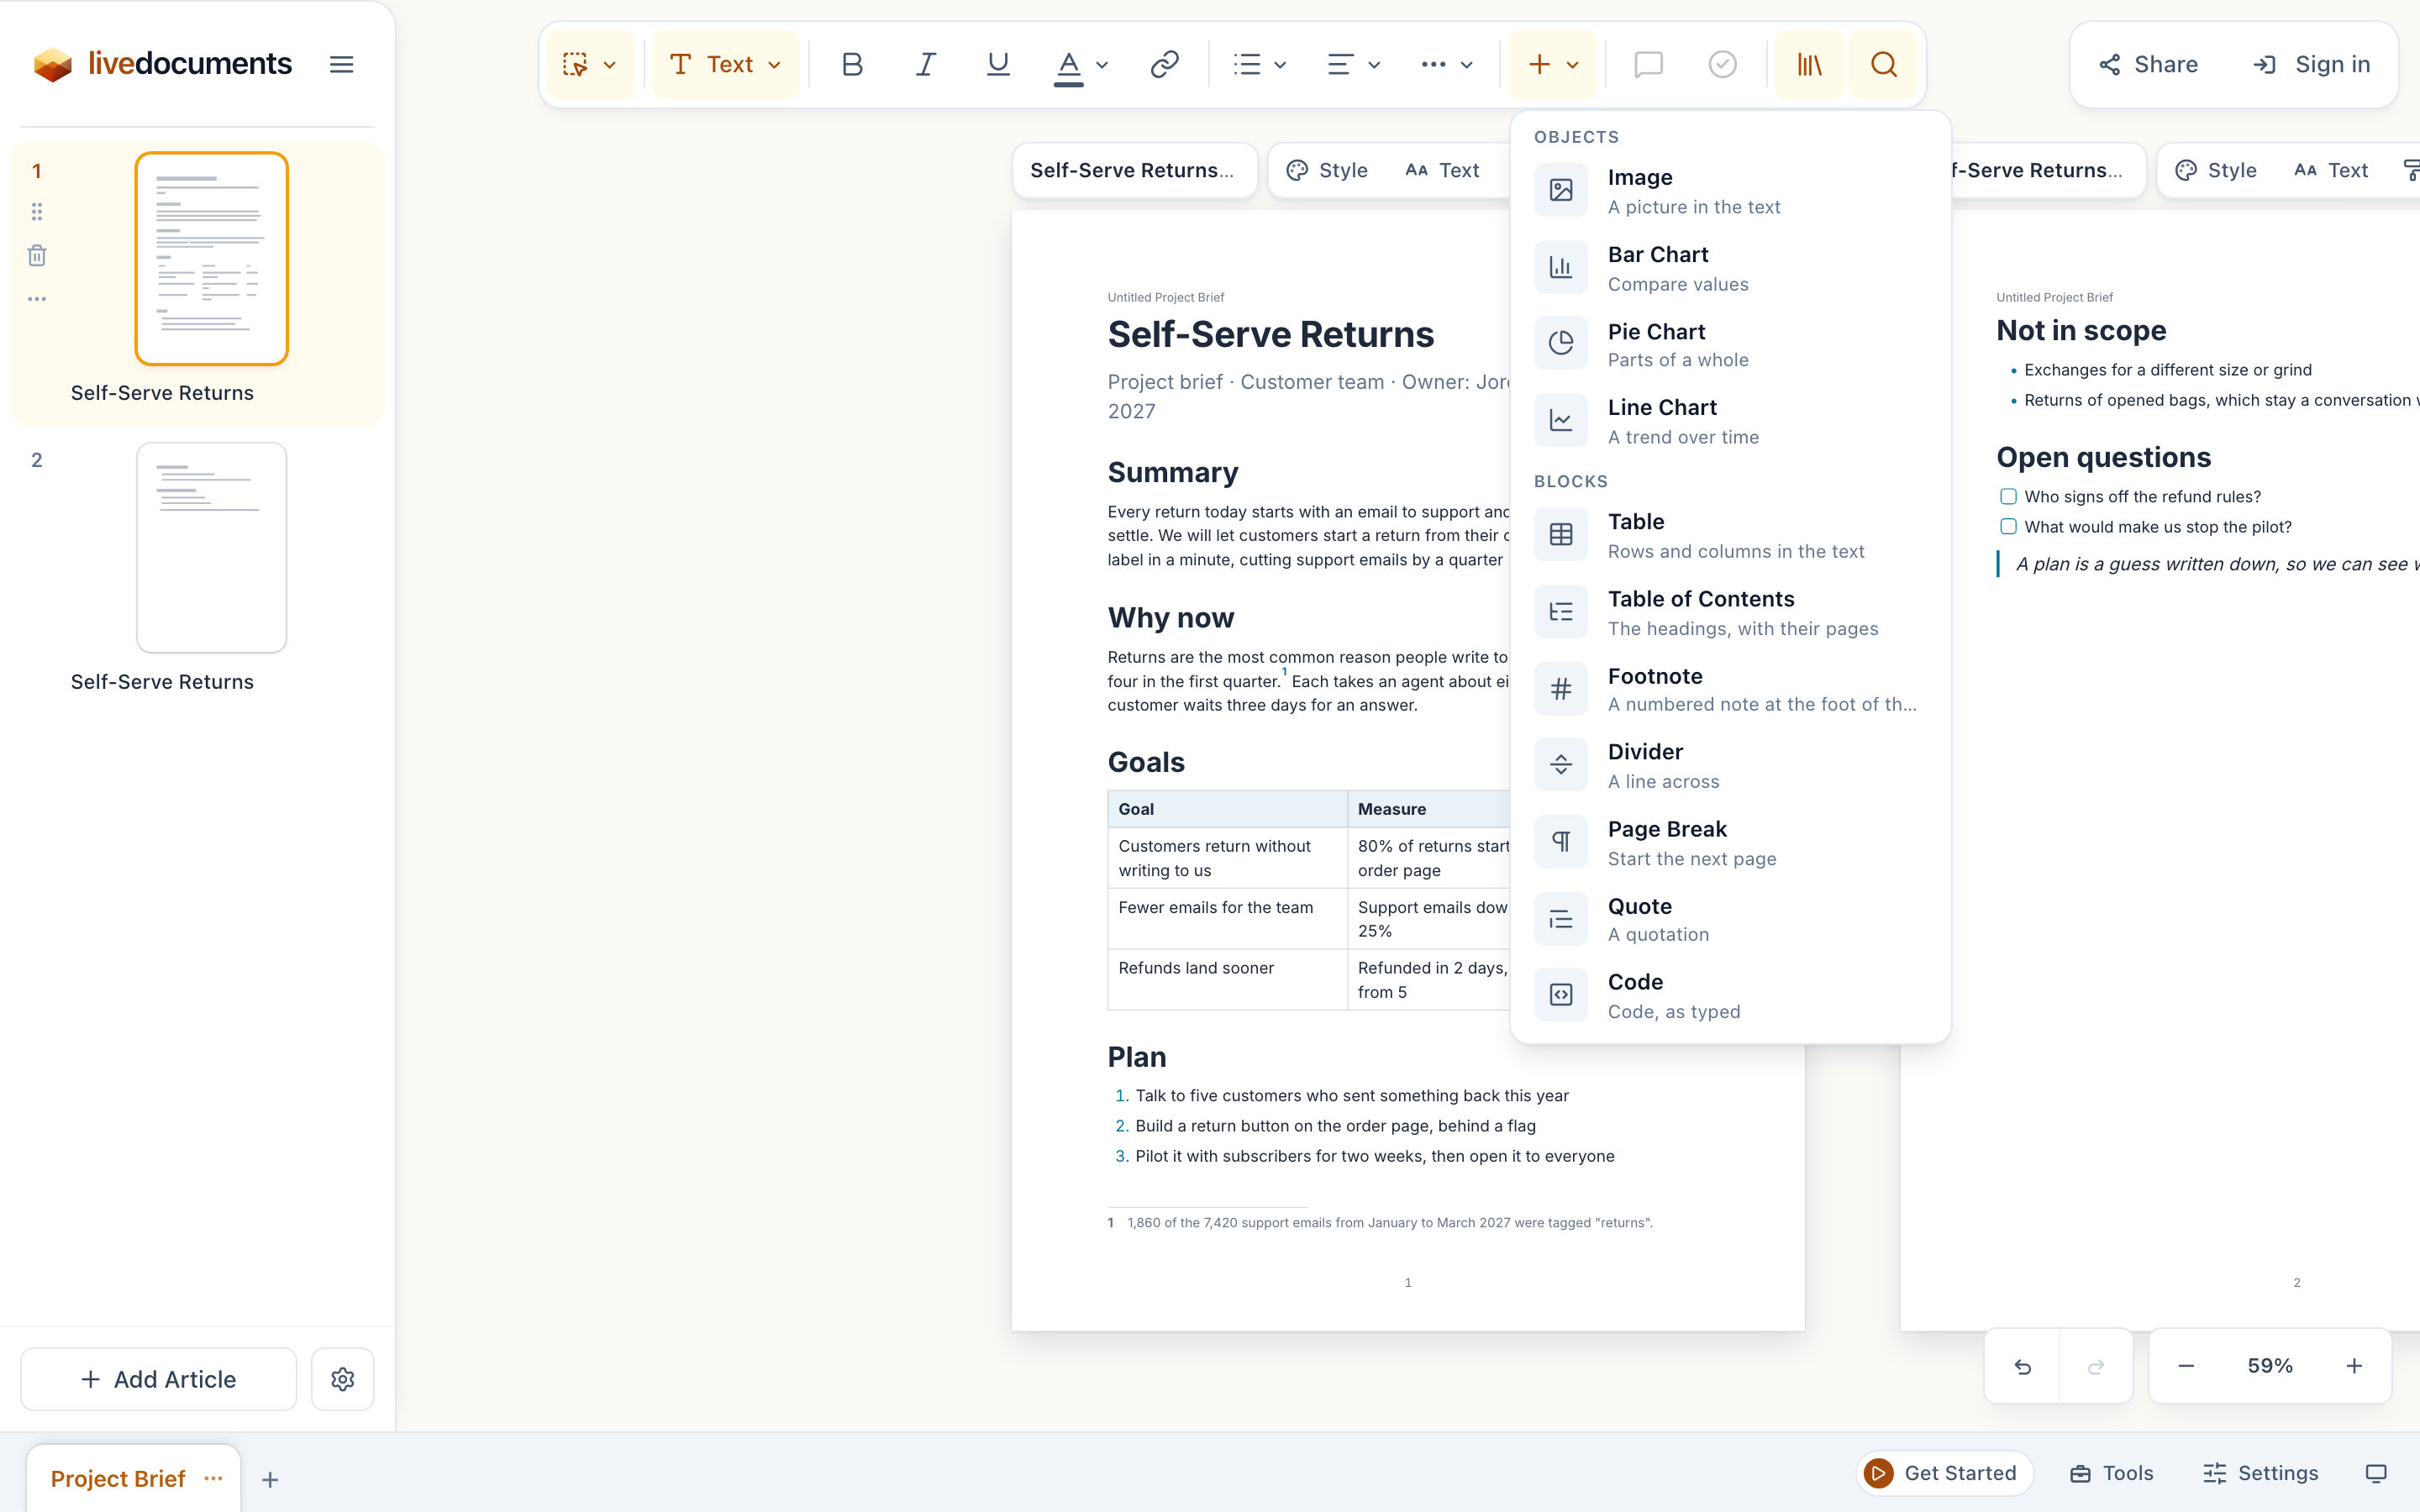 livedocuments
Text
Share
Sign in
1
Self-Serve Returns
2
Self-Serve Returns
Add Article
Self-Serve Returns...
Style
Text
Untitled Project Brief
Self-Serve Returns
Project brief · Customer team · Owner:
2027
Summary
Every return today starts with an email to support and
settle. We will let customers start a return from their
label in a minute, cutting support emails by a quarter
Why now
Returns are the most common reason people write to
four in the first quarter.1 Each takes an agent about
customer waits three days for an answer.
Goals
Goal
Measure
Customers return without
writing to us
80% of returns start
order page
Fewer emails for the team
Support emails
25%
Refunds land sooner
Refunded in 2 days,
from 5
Plan
1. Talk to five customers who sent something back this year
2. Build a return button on the order page, behind a flag
3. Pilot it with subscribers for two weeks, then open it to everyone
1 1,860 of the 7,420 support emails from January to March 2027 were tagged "returns".
1
OBJECTS
Image
A picture in the text
Bar Chart
Compare values
Pie Chart
Parts of a whole
Line Chart
A trend over time
BLOCKS
Table
Rows and columns in the text
Table of Contents
The headings, with their pages
Footnote
A numbered note at the foot of th...
Divider
A line across
Page Break
Start the next page
Quote
A quotation
Code
Code, as typed
f-Serve Returns...
Style
Text
Untitled Project Brief
Not in scope
• Exchanges for a different size or grind
• Returns of opened bags, which stay a conversation
Open questions
Who signs off the refund rules?
What would make us stop the pilot?
A plan is a guess written down, so we can see
2
59%
Project Brief
Get Started
Tools
Settings